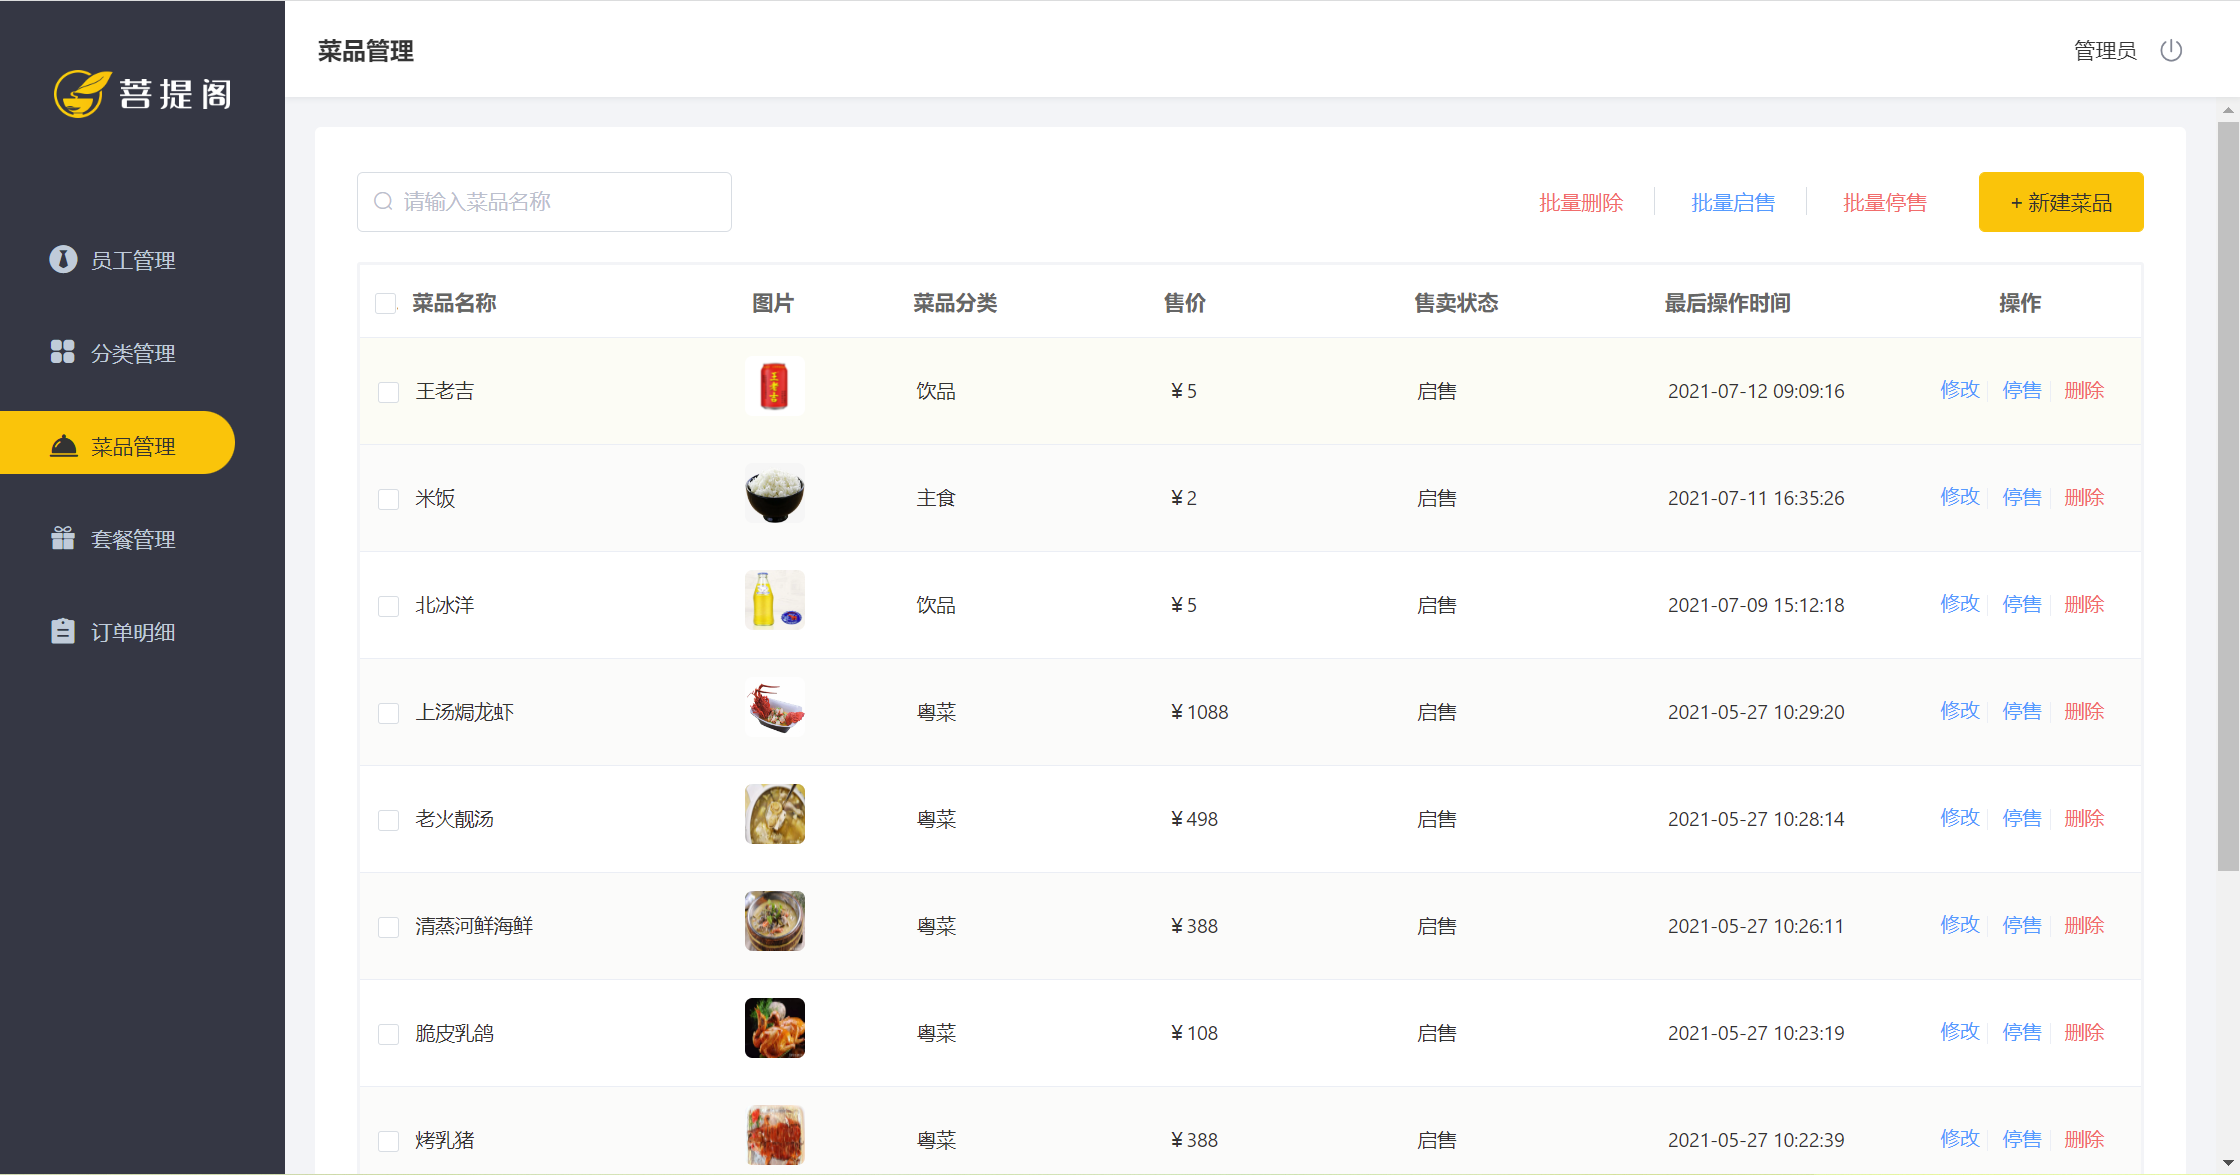 菩提阁
菜品管理
管理员
员工管理
分类管理
菜品管理
套餐管理
订单明细
请输入菜品名称
批量删除 批量启售 批量停售 + 新建菜品
菜品名称 图片 菜品分类 售价 售卖状态 最后操作时间 操作
王老吉 王老吉 饮品 ¥5 启售 2021-07-12 09:09:16 修改 停售 删除
米饭 主食 ¥2 启售 2021-07-11 16:35:26 修改 停售 删除
北冰洋 饮品 ¥5 启售 2021-07-09 15:12:18 修改 停售 删除
上汤焗龙虾 粤菜 ¥1088 启售 2021-05-27 10:29:20 修改 停售 删除
老火靓汤 粤菜 ¥498 启售 2021-05-27 10:28:14 修改 停售 删除
清蒸河鲜海鲜 粤菜 ¥388 启售 2021-05-27 10:26:11 修改 停售 删除
脆皮乳鸽 粤菜 ¥108 启售 2021-05-27 10:23:19 修改 停售 删除
烤乳猪 粤菜 ¥388 启售 2021-05-27 10:22:39 修改 停售 删除